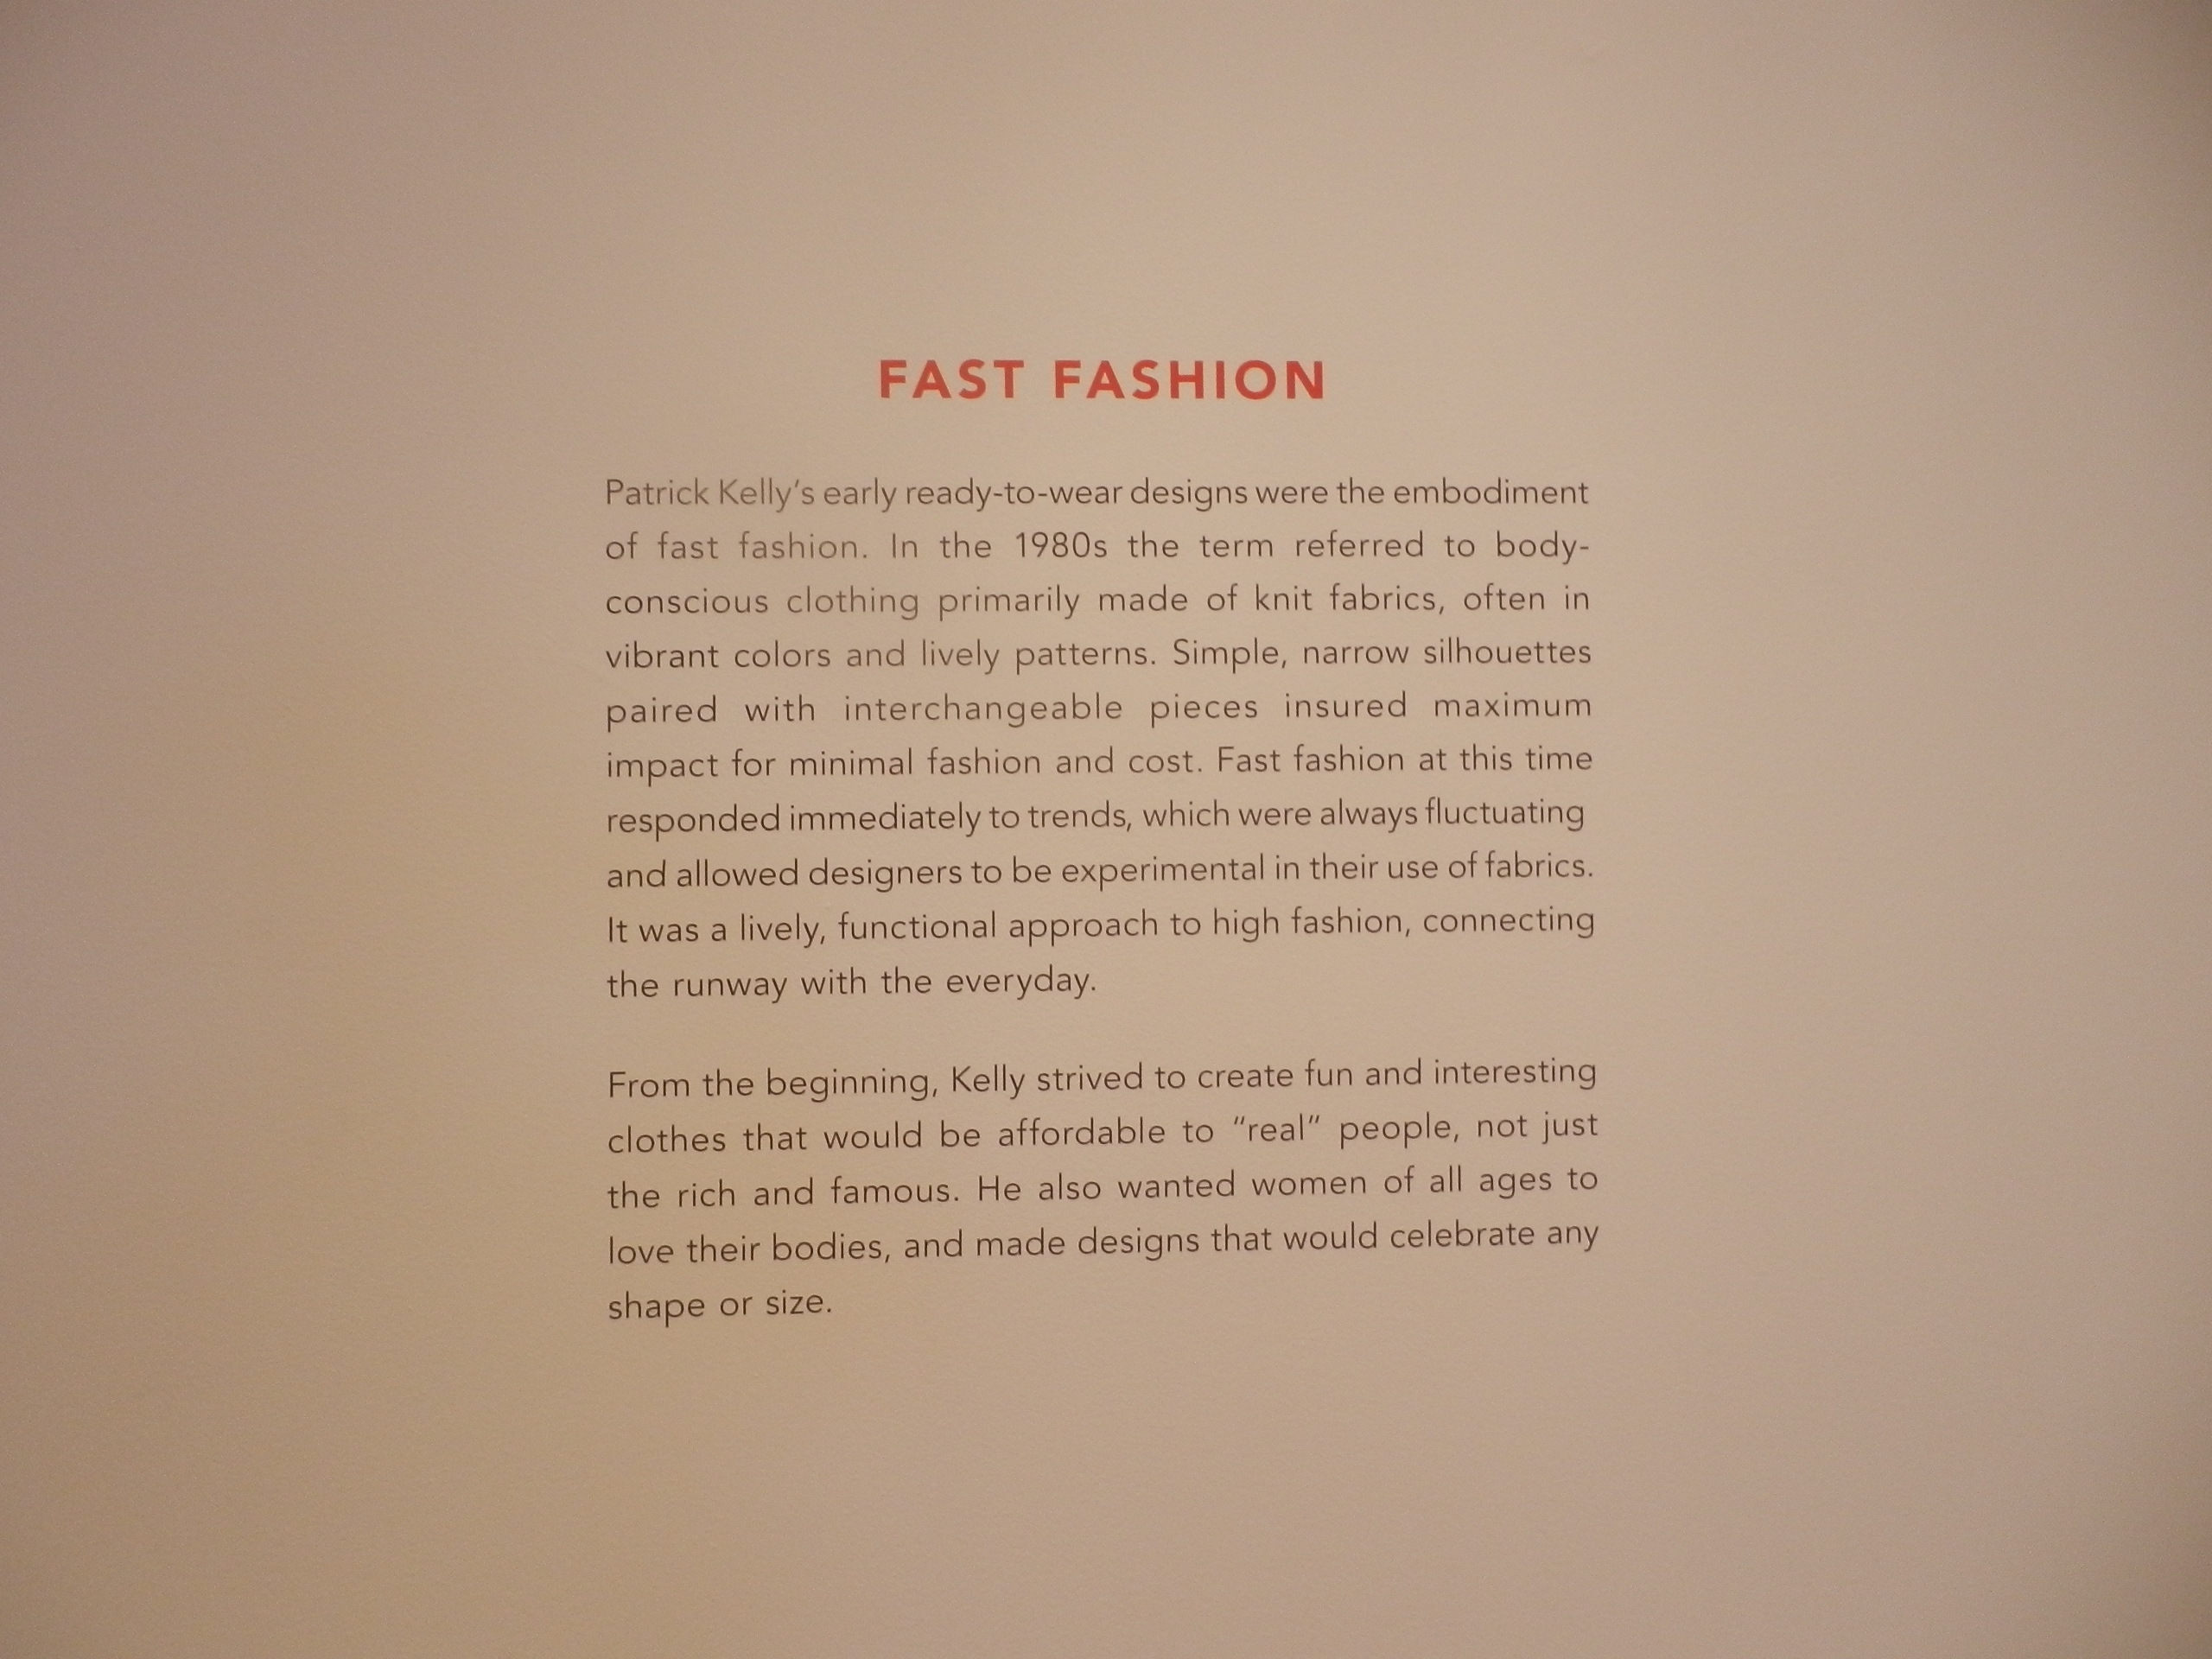 FAST FASHION
Patrick Kelly’s early ready-to-wear designs were the embodiment
of fast fashion. In the 1980s the term referred to body-
conscious clothing primarily made of knit fabrics, often in
vibrant colors and lively patterns. Simple, narrow silhouettes
paired with interchangeable pieces insured maximum
impact for minimal fashion and cost. Fast fashion at this time
responded immediately to trends, which were always fluctuating
and allowed designers to be experimental in their use of fabrics.
It was a lively, functional approach to high fashion, connecting
the runway with the everyday.
From the beginning, Kelly strived to create fun and interesting
clothes that would be affordable to “real” people, not just
the rich and famous. He also wanted women of all ages to
love their bodies, and made designs that would celebrate any
shape or size.